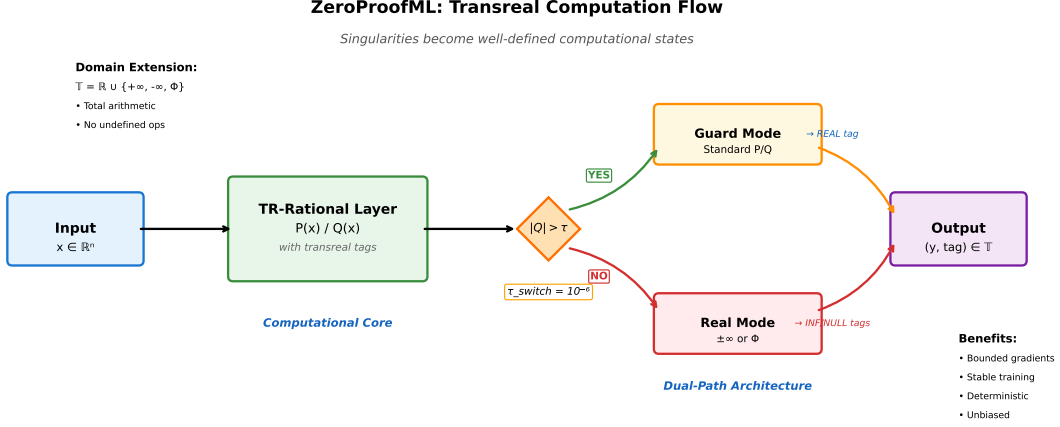 ZeroProofML: Transreal Computation Flow
Singularities become well-defined computational states
Domain Extension:
𝕋 = ℝ ∪ {+∞, -∞, Φ}
• Total arithmetic
• No undefined ops
Input
x ∈ ℝⁿ
TR-Rational Layer
P(x) / Q(x)
with transreal tags
Computational Core
|Q| > τ
τ_switch = 10⁻⁶
YES
NO
Guard Mode
Standard P/Q
→ REAL tag
Real Mode
±∞ or Φ
→ INF/NULL tags
Dual-Path Architecture
Output
(y, tag) ∈ 𝕋
Benefits:
• Bounded gradients
• Stable training
• Deterministic
• Unbiased